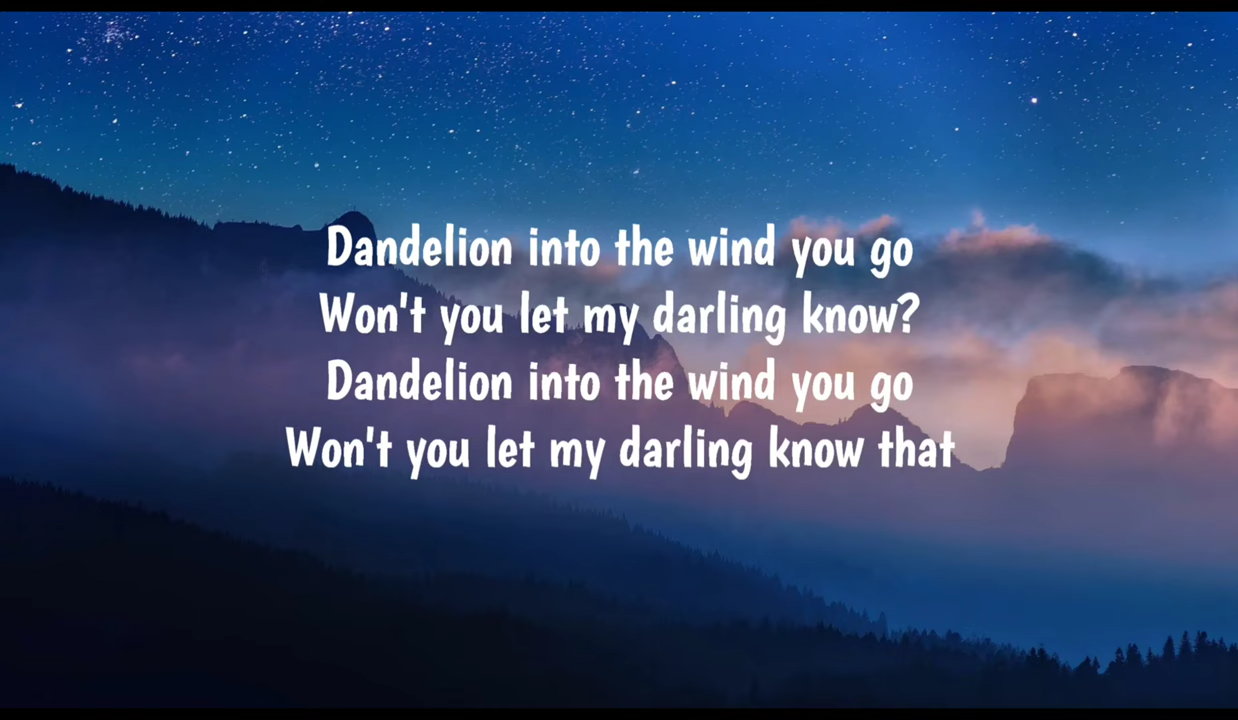 Dandelion into the wind you go
Won't you let my darling know?
Dandelion into the wind you go
Won't you let my darling know that